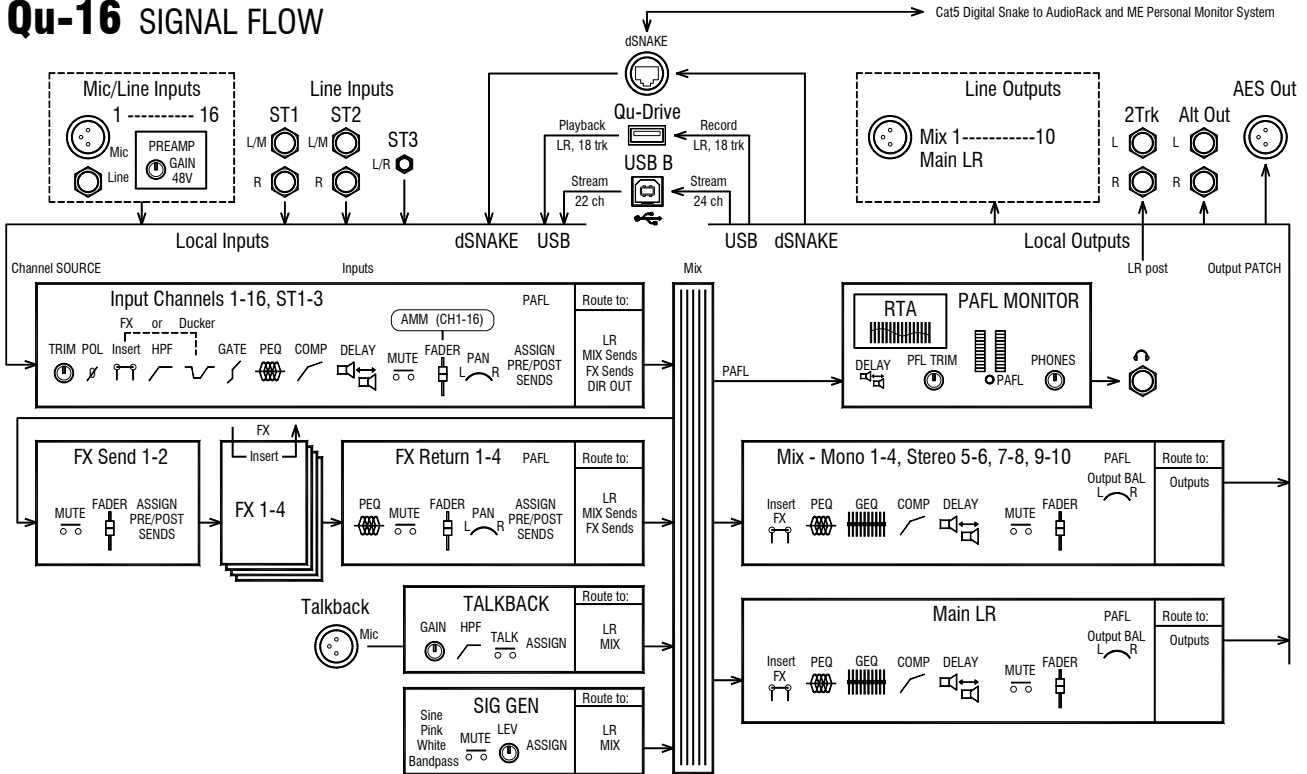 Qu-16 SIGNAL FLOW
Cat5 Digital Snake to AudioRack and ME Personal Monitor System
dSNAKE
Mic/Line Inputs
1 ---------- 16
Mic
Line
PREAMP
GAIN
48V
Line Inputs
ST1
ST2
ST3
L/M
L/M
L/R
R
R
Qu-Drive
Playback
LR, 18 trk
Record
LR, 18 trk
USB B
Stream
22 ch
Stream
24 ch
Line Outputs
Mix 1-----------10
Main LR
2Trk
Alt Out
AES Out
L
L
R
R
Local Inputs
dSNAKE
USB
USB
dSNAKE
Local Outputs
Channel SOURCE
Inputs
Mix
LR post
Output PATCH
Input Channels 1-16, ST1-3
PAFL
Route to:
FX or Ducker
AMM (CH1-16)
TRIM
POL
Insert
HPF
GATE
PEQ
COMP
DELAY
MUTE
FADER
PAN
L
R
ASSIGN
PRE/POST
SENDS
LR
MIX Sends
FX Sends
DIR OUT
PAFL
RTA
PAFL MONITOR
DELAY
PFL TRIM
PAFL
PHONES
FX Send 1-2
MUTE
FADER
ASSIGN
PRE/POST
SENDS
FX
Insert
FX 1-4
FX Return 1-4
PAFL
Route to:
PEQ
MUTE
FADER
PAN
L
R
ASSIGN
PRE/POST
SENDS
LR
MIX Sends
FX Sends
Mix - Mono 1-4, Stereo 5-6, 7-8, 9-10
PAFL
Route to:
Output BAL
L
R
Outputs
Insert
FX
PEQ
GEQ
COMP
DELAY
MUTE
FADER
Talkback
Mic
TALKBACK
Route to:
GAIN
HPF
TALK
ASSIGN
LR
MIX
Main LR
PAFL
Route to:
Output BAL
L
R
Outputs
Insert
FX
PEQ
GEQ
COMP
DELAY
MUTE
FADER
SIG GEN
Route to:
Sine
Pink
White
Bandpass
MUTE
LEV
ASSIGN
LR
MIX